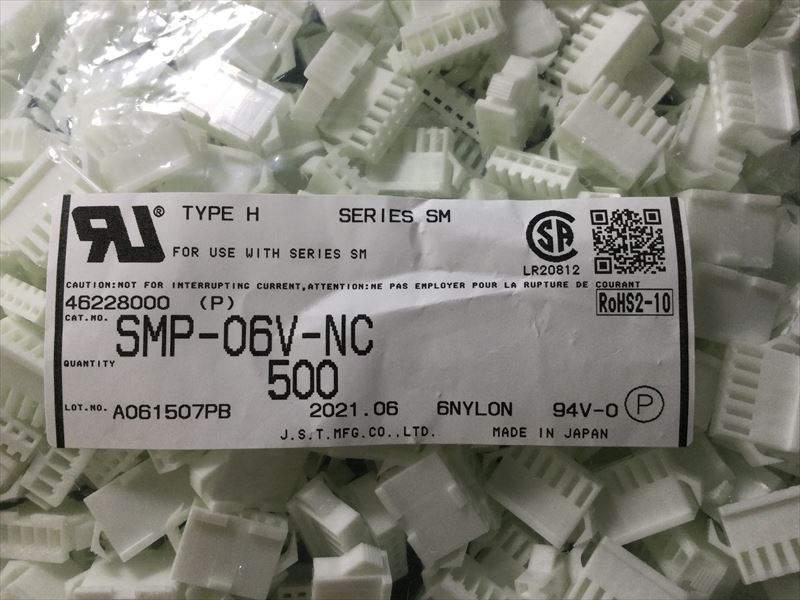 RU® TYPE H SERIES SM
FOR USE WITH SERIES SM
SA
LR20812
CAUTION:NOT FOR INTERRUPTING CURRENT,ATTENTION:NE PAS EMPLOYER POUR LA RUPTURE DE COURANT
46228000 (P)
RoHS2-10
CAT.NO. SMP-06V-NC
QUANTITY 500
LOT.NO. A061507PB 2021.06 6NYLON 94V-0 P
J.S.T.MFG.CO.,LTD. MADE IN JAPAN